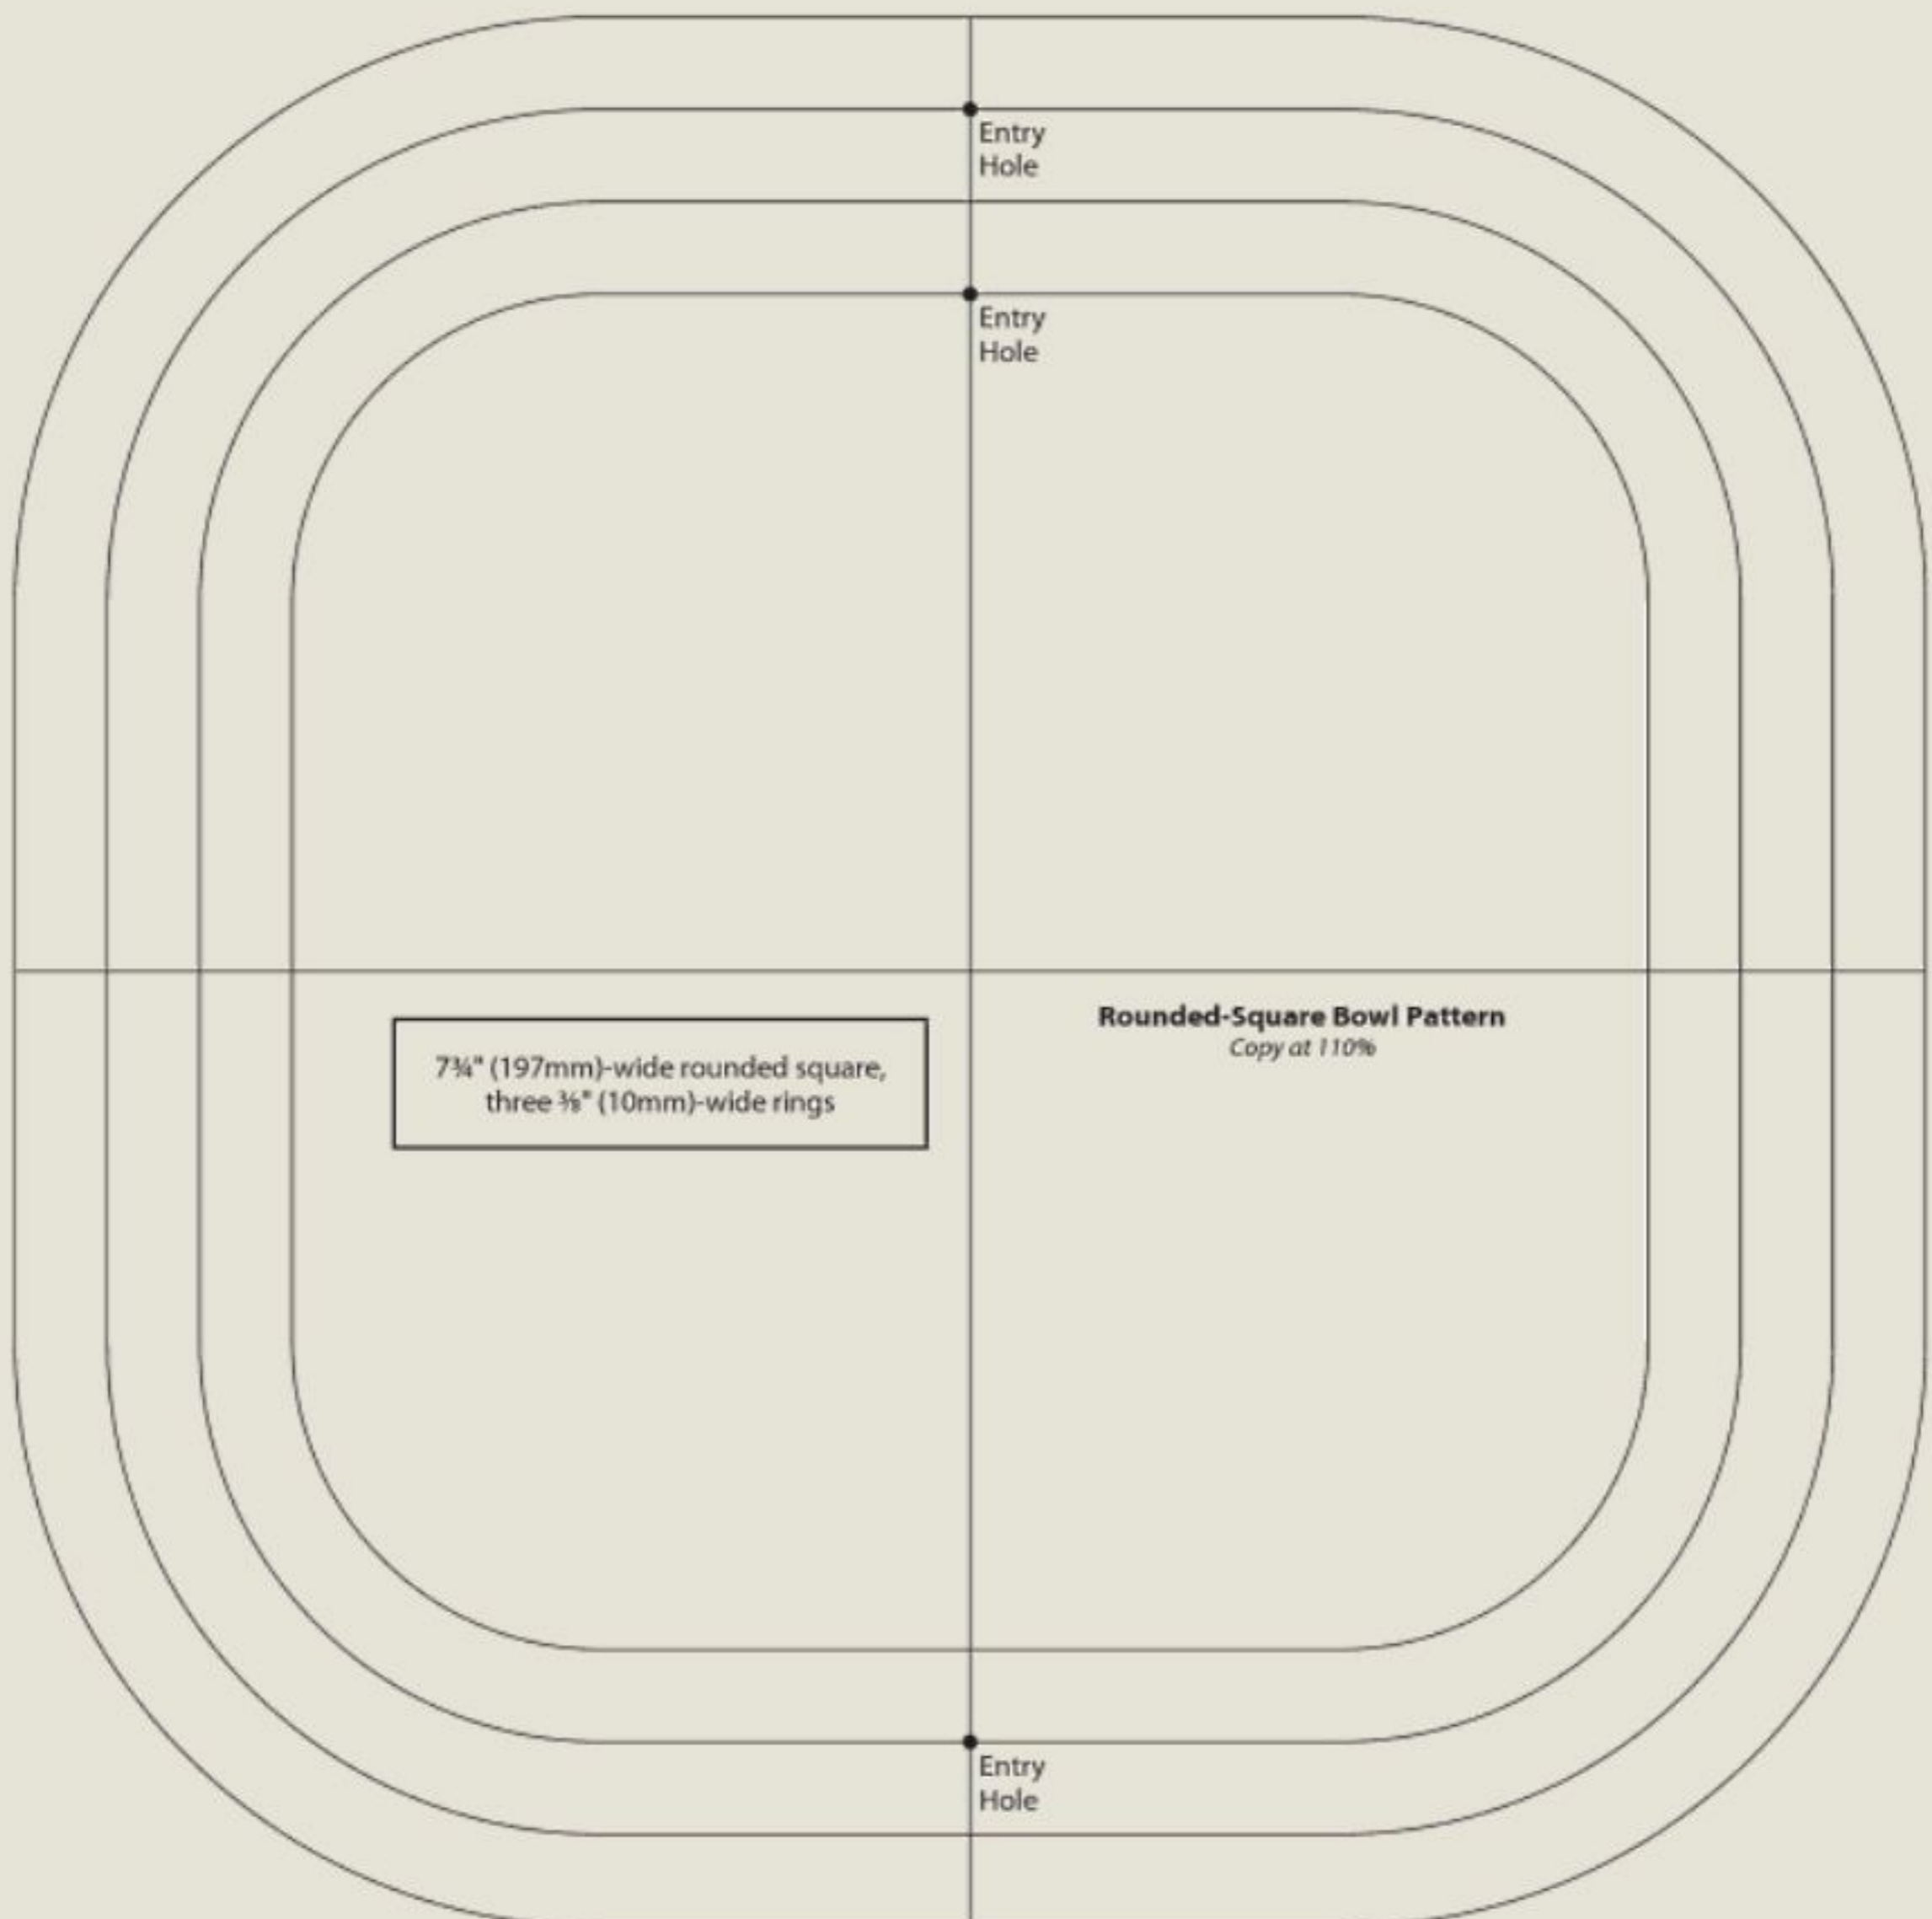 Entry
Hole
Entry
Hole
Rounded-Square Bowl Pattern
Copy at 110%
7¾" (197mm)-wide rounded square,
three ⅜" (10mm)-wide rings
Entry
Hole